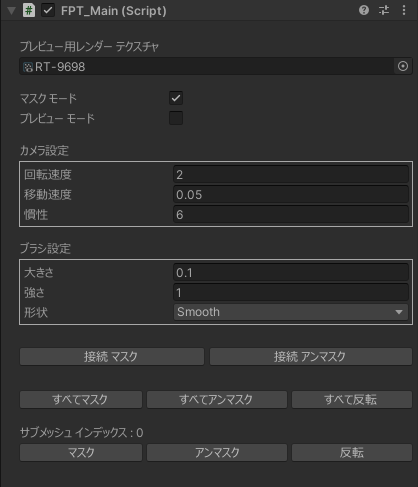 FPT_Main (Script)
プレビュー用レンダー テクスチャ
RT-9698
マスク モード
プレビュー モード
カメラ設定
回転速度 2
移動速度 0.05
慣性 6
ブラシ設定
大きさ 0.1
強さ 1
形状 Smooth
接続 マスク 接続 アンマスク
すべてマスク すべてアンマスク すべて反転
サブメッシュ インデックス : 0
マスク アンマスク 反転